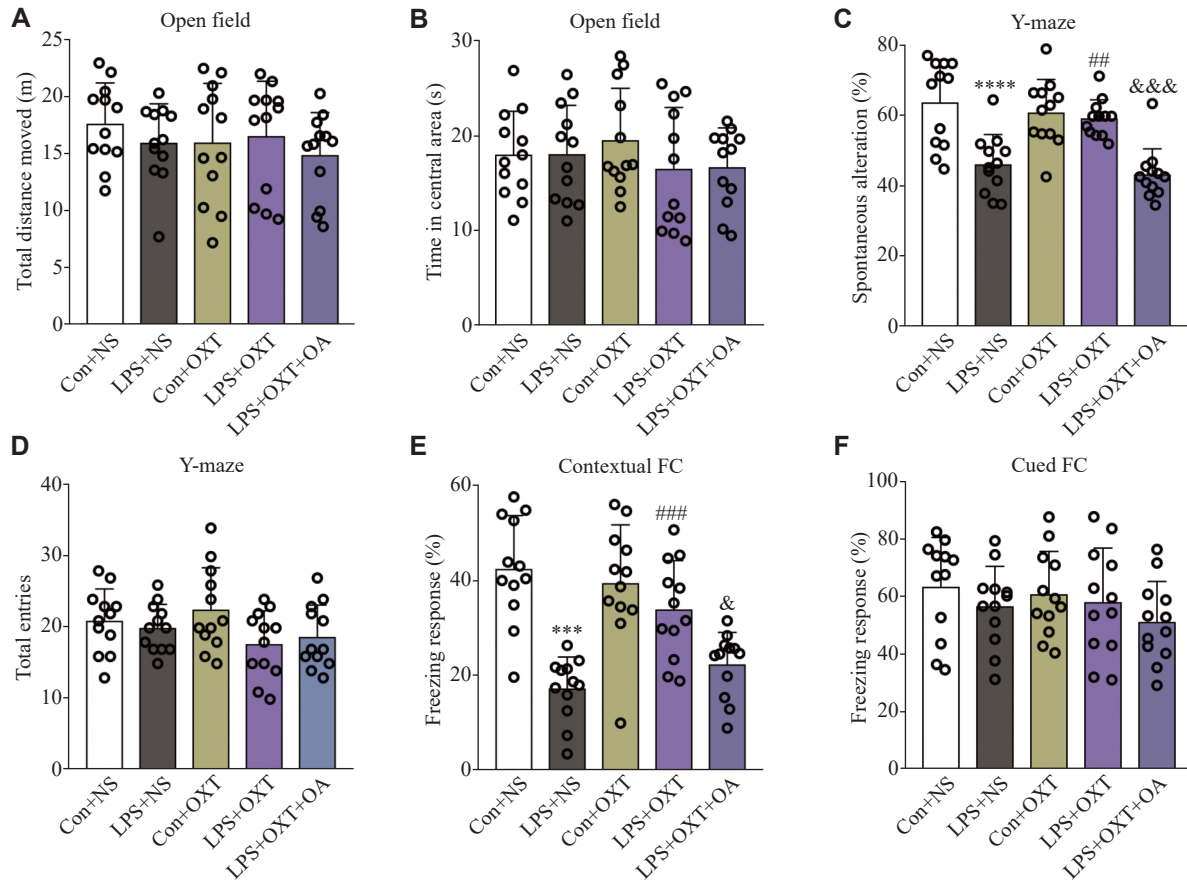 A
Open field
Total distance moved (m)
25
20
15
10
5
0
Con+NS
LPS+NS
Con+OXT
LPS+OXT
LPS+OXT+OA
B
Open field
Time in central area (s)
30
20
10
0
Con+NS
LPS+NS
Con+OXT
LPS+OXT
LPS+OXT+OA
C
Y-maze
Spontaneous alteration (%)
80
60
40
20
0
****
##
&&&
Con+NS
LPS+NS
Con+OXT
LPS+OXT
LPS+OXT+OA
D
Y-maze
Total entries
40
30
20
10
0
Con+NS
LPS+NS
Con+OXT
LPS+OXT
LPS+OXT+OA
E
Contextual FC
Freezing response (%)
60
40
20
0
***
###
&
Con+NS
LPS+NS
Con+OXT
LPS+OXT
LPS+OXT+OA
F
Cued FC
Freezing response (%)
100
80
60
60
20
0
Con+NS
LPS+NS
Con+OXT
LPS+OXT
LPS+OXT+OA